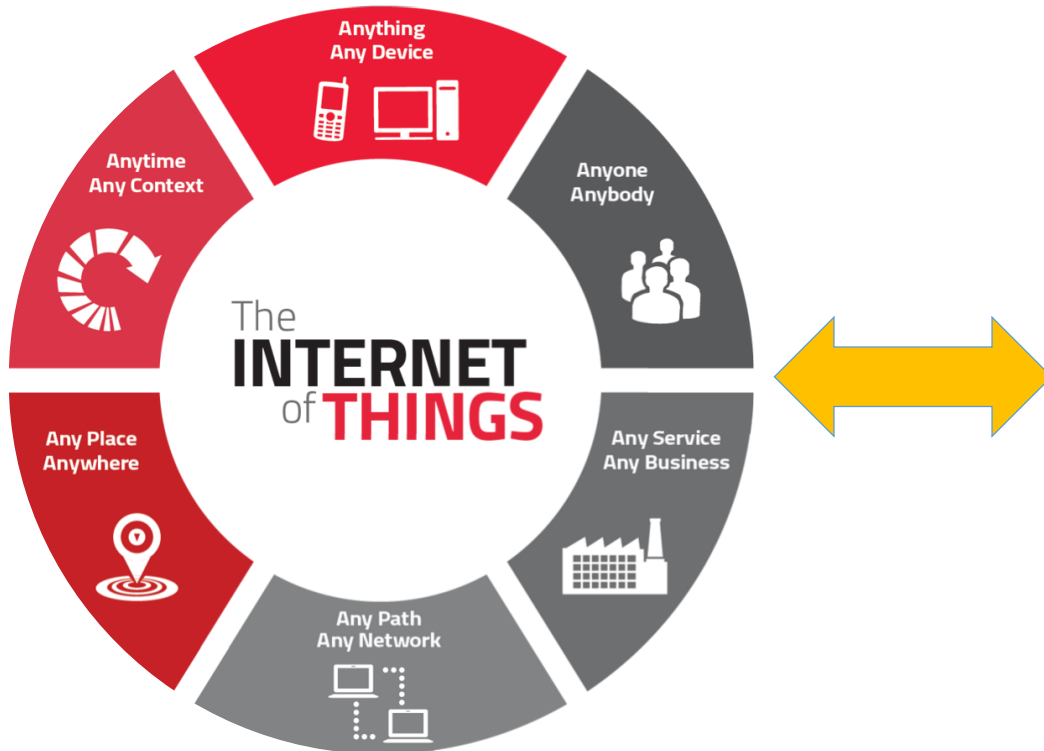 Anything
Any Device
Anyone
Anybody
Any Service
Any Business
Any Path
Any Network
Any Place
Anywhere
Anytime
Any Context
The
INTERNET
of THINGS